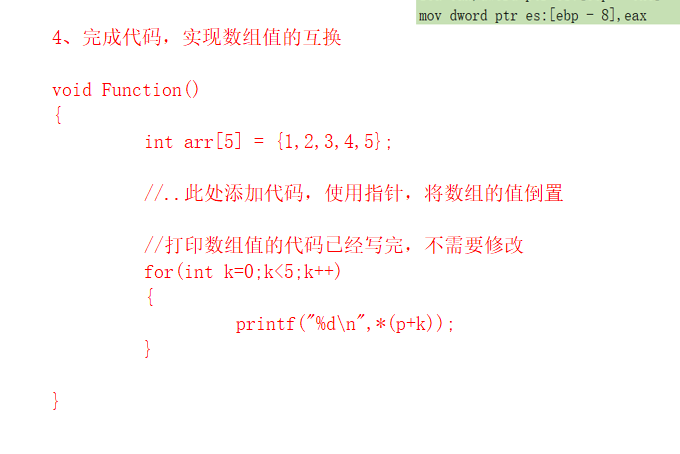 mov dword ptr es:[ebp - 8],eax
4、完成代码，实现数组值的互换
void Function()
{
int arr[5] = {1,2,3,4,5};
//..此处添加代码，使用指针，将数组的值倒置
//打印数组值的代码已经写完，不需要修改
for(int k=0;k<5;k++)
{
printf("%d\n",*(p+k));
}
}